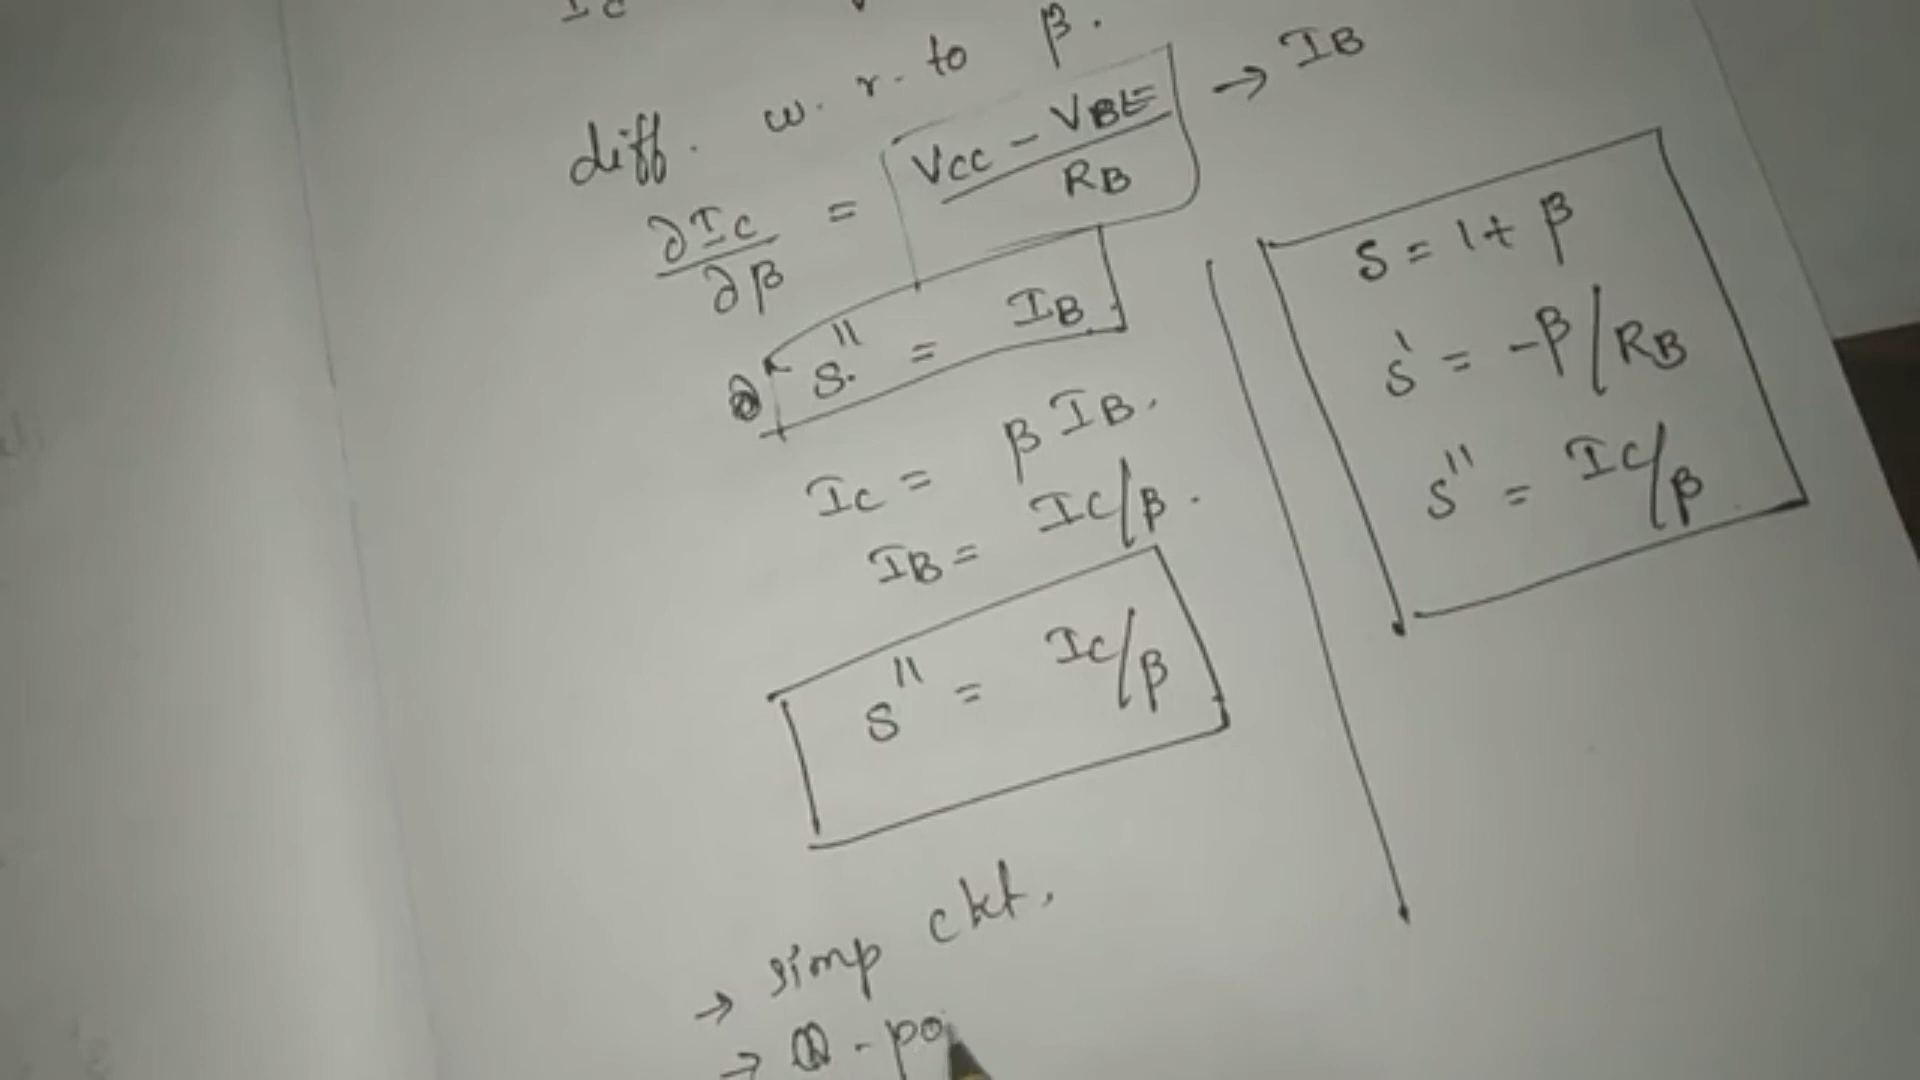 Ic
diff. w. r. to β.
∂Ic/∂β = (Vcc - VBE)/RB → IB
S'' = IB
Ic = β IB.
IB = Ic/β.
S'' = Ic/β
→ simp ckt.
→ Q - po
S = 1 + β
S' = -β/RB
S'' = Ic/β